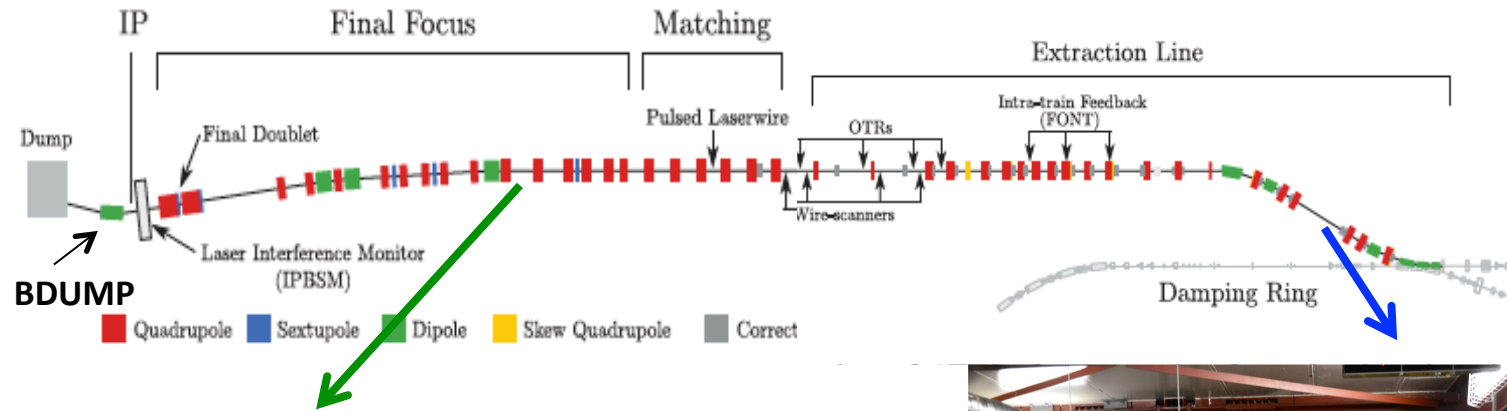 IP
Final Focus
Matching
Extraction Line
Pulsed Laserwire
Intra-train Feedback
(FONT)
OTRs
Dump
Final Doublet
Wire-scanners
Laser Interference Monitor
(IPBSM)
BDUMP
Damping Ring
Quadrupole
Sextupole
Dipole
Skew Quadrupole
Correct